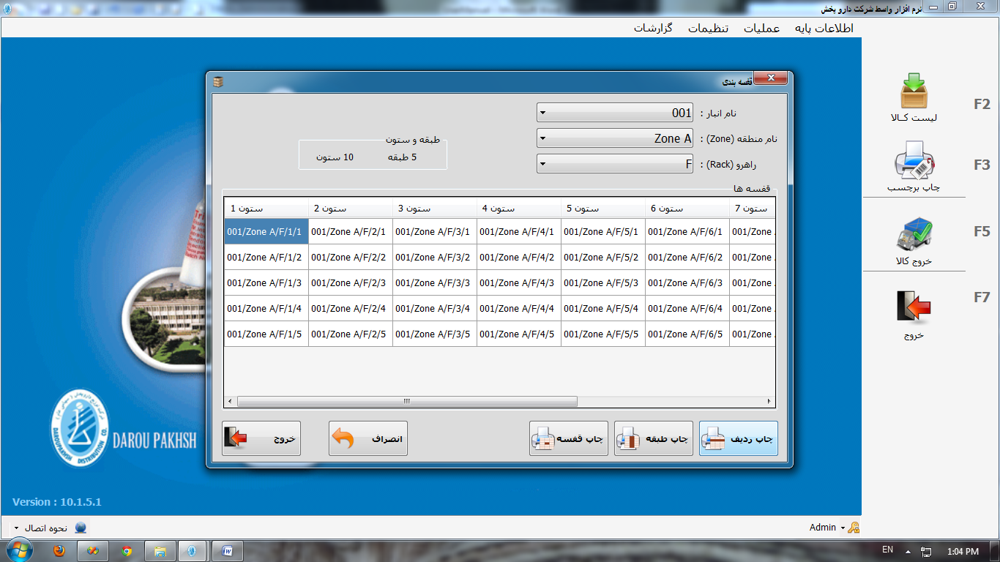 نرم افزار واسط شرکت دارو پخش
اطلاعات پایه
عملیات
تنظیمات
گزارشات
F2
لیست کـالا
F3
چاپ برچسب
F5
خروج کالا
F7
خروج
قفسه بندی
نام انبار :
001
نام منطقه (Zone) :
Zone A
راهرو (Rack) :
F
طبقه و ستون
5 طبقه
10 ستون
قفسه ها
ستون 1 ستون 2 ستون 3 ستون 4 ستون 5 ستون 6 ستون 7
001/Zone A/F/1/1 001/Zone A/F/2/1 001/Zone A/F/3/1 001/Zone A/F/4/1 001/Zone A/F/5/1 001/Zone A/F/6/1 001/Zone
001/Zone A/F/1/2 001/Zone A/F/2/2 001/Zone A/F/3/2 001/Zone A/F/4/2 001/Zone A/F/5/2 001/Zone A/F/6/2 001/Zone
001/Zone A/F/1/3 001/Zone A/F/2/3 001/Zone A/F/3/3 001/Zone A/F/4/3 001/Zone A/F/5/3 001/Zone A/F/6/3 001/Zone
001/Zone A/F/1/4 001/Zone A/F/2/4 001/Zone A/F/3/4 001/Zone A/F/4/4 001/Zone A/F/5/4 001/Zone A/F/6/4 001/Zone
001/Zone A/F/1/5 001/Zone A/F/2/5 001/Zone A/F/3/5 001/Zone A/F/4/5 001/Zone A/F/5/5 001/Zone A/F/6/5 001/Zone
چاپ ردیف
چاپ طبقه
چاپ قفسه
انصراف
خروج
DAROU PAKHSH
DAROUPAKHSH DISTRIBUTION CO.
Version : 10.1.5.1
Admin
نحوه اتصال
EN
1:04 PM